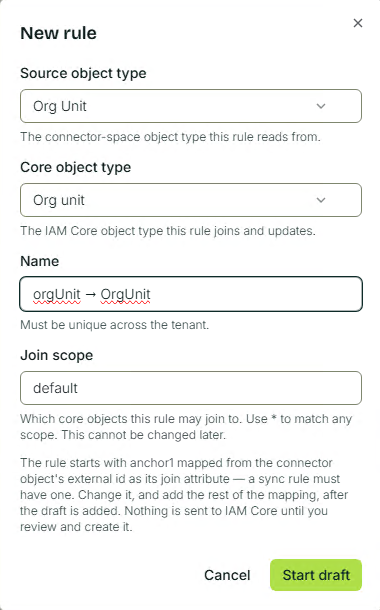 New rule
Source object type
Org Unit
The connector-space object type this rule reads from.
Core object type
Org unit
The IAM Core object type this rule joins and updates.
Name
orgUnit → OrgUnit
Must be unique across the tenant.
Join scope
default
Which core objects this rule may join to. Use * to match any
scope. This cannot be changed later.
The rule starts with anchor1 mapped from the connector
object's external id as its join attribute — a sync rule must
have one. Change it, and add the rest of the mapping, after
the draft is added. Nothing is sent to IAM Core until you
review and create it.
Cancel
Start draft